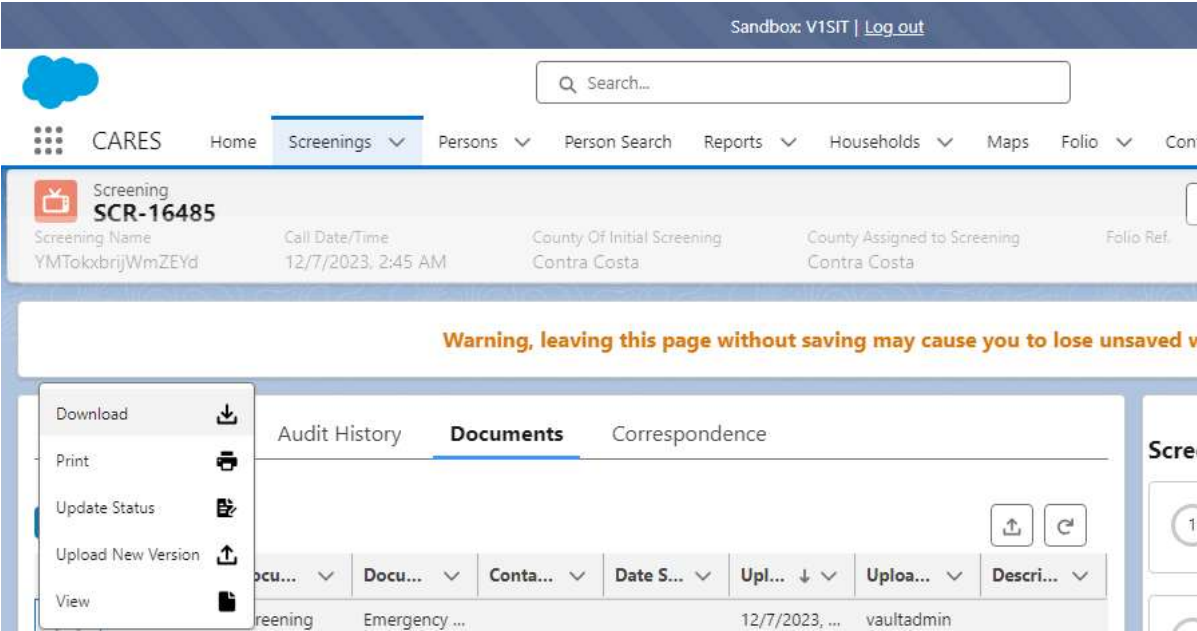 Sandbox: V1SIT | Log out
Search...
CARES Home Screenings Persons Person Search Reports Households Maps Folio Con
Screening
SCR-16485
Screening Name Call Date/Time County Of Initial Screening County Assigned to Screening Folio Ref.
YMTokxbrijWmZEYd 12/7/2023, 2:45 AM Contra Costa Contra Costa
Warning, leaving this page without saving may cause you to lose unsaved w
Download
Print
Update Status
Upload New Version
View
Audit History Documents Correspondence
Scree
1
ocu... Docu... Conta... Date S... Upl... Uploa... Descri...
reening Emergency ... 12/7/2023, ... vaultadmin